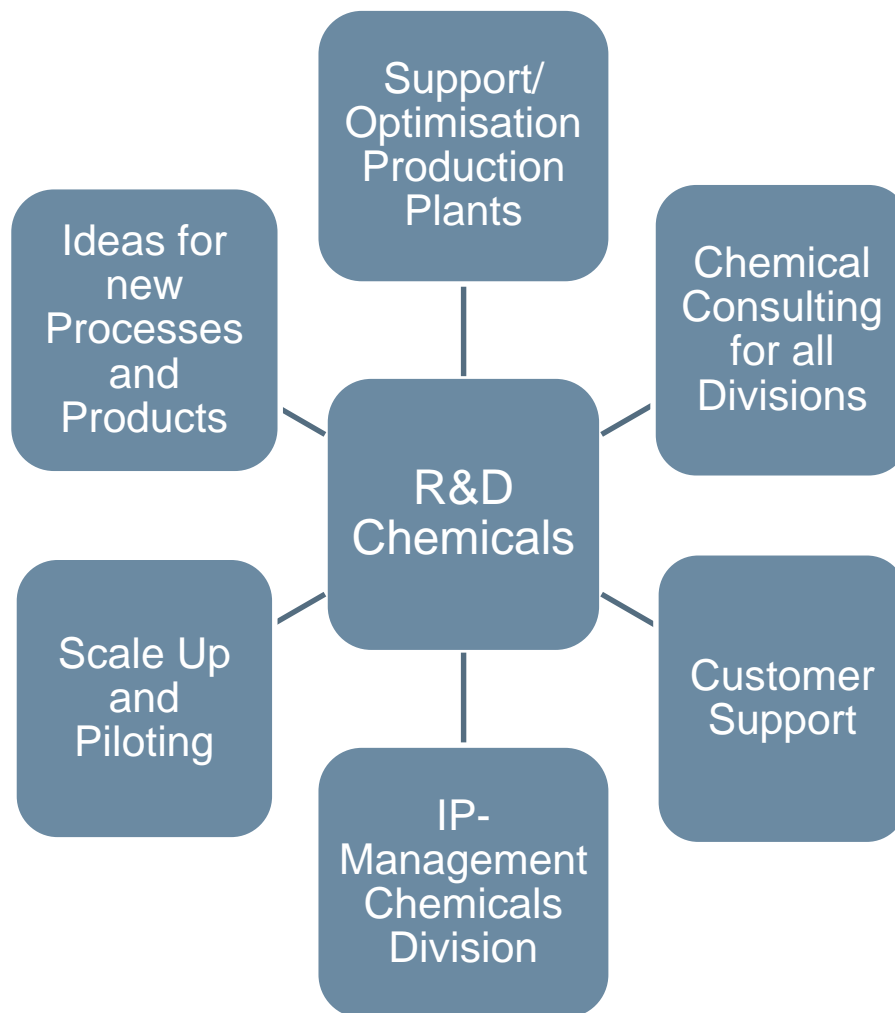 Support/
Optimisation
Production
Plants
Ideas for
new
Processes
and
Products
Chemical
Consulting
for all
Divisions
R&D
Chemicals
Scale Up
and
Piloting
Customer
Support
IP-
Management
Chemicals
Division